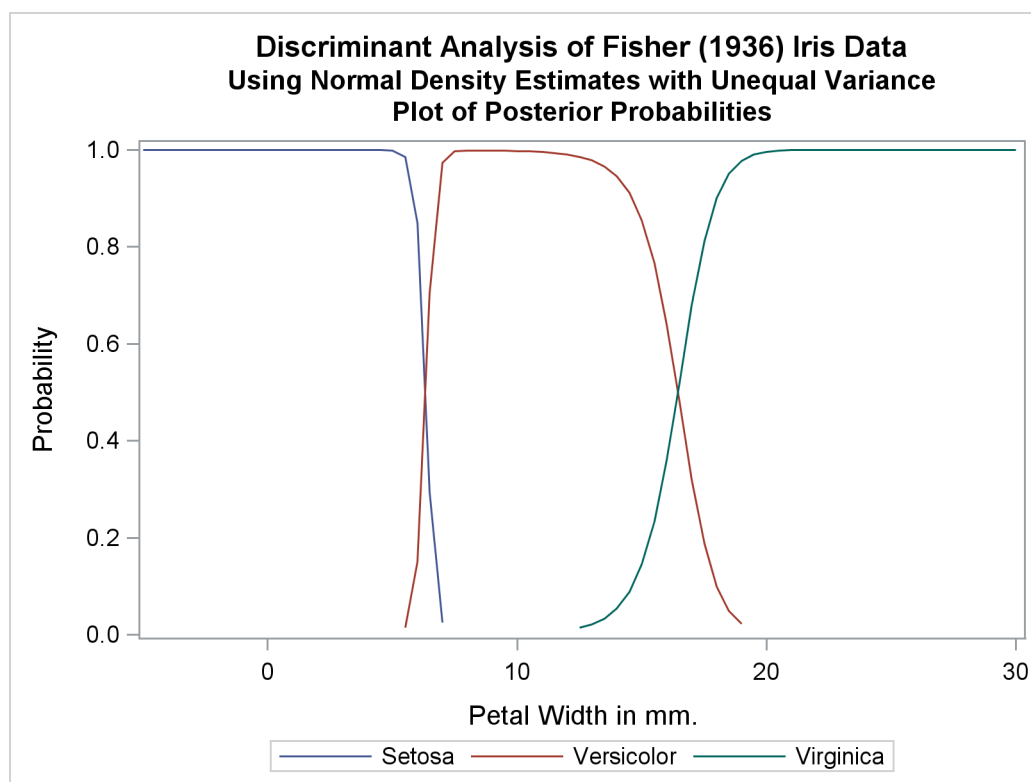 Discriminant Analysis of Fisher (1936) Iris Data
Using Normal Density Estimates with Unequal Variance
Plot of Posterior Probabilities
1.0
0.8
0.6
0.4
0.2
0.0
Probability
0 10 20 30
Petal Width in mm.
Setosa Versicolor Virginica